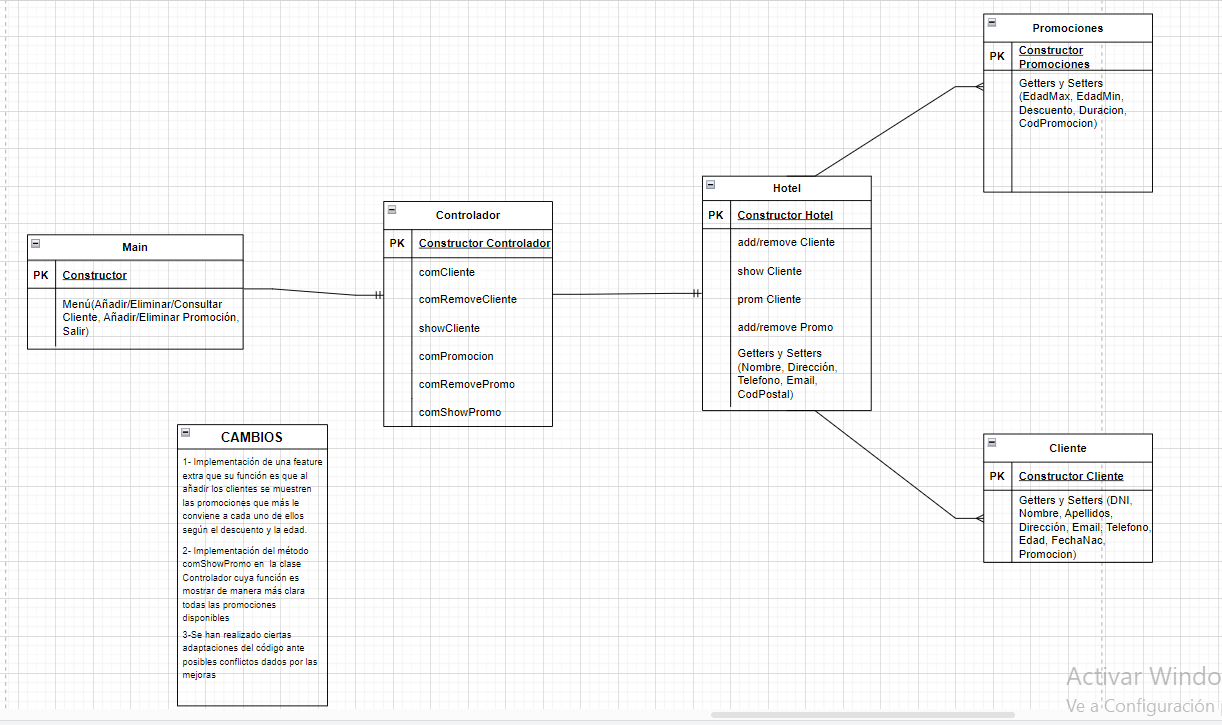 Main
PK
Constructor
Menú(Añadir/Eliminar/Consultar
Cliente, Añadir/Eliminar Promoción,
Salir)
Controlador
PK
Constructor Controlador
comCliente
comRemoveCliente
showCliente
comPromocion
comRemovePromo
comShowPromo
Hotel
PK
Constructor Hotel
add/remove Cliente
show Cliente
prom Cliente
add/remove Promo
Getters y Setters
(Nombre, Dirección,
Telefono, Email,
CodPostal)
Promociones
PK
Constructor
Promociones
Getters y Setters
(EdadMax, EdadMin,
Descuento, Duracion,
CodPromocion)
Cliente
PK
Constructor Cliente
Getters y Setters (DNI,
Nombre, Apellidos,
Dirección, Email, Telefono,
Edad, FechaNac,
Promocion)
CAMBIOS
1- Implementación de una feature
extra que su función es que al
añadir los clientes se muestren
las promociones que más le
conviene a cada uno de ellos
según el descuento y la edad.
2- Implementación del método
comShowPromo en la clase
Controlador cuya función es
mostrar de manera más clara
todas las promociones
disponibles
3-Se han realizado ciertas
adaptaciones del código ante
posibles conflictos dados por las
mejoras
Activar Windo
Ve a Configuración